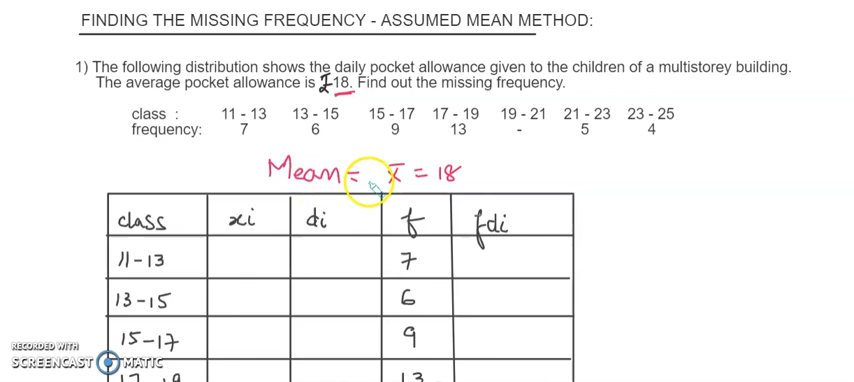 FINDING THE MISSING FREQUENCY - ASSUMED MEAN METHOD:
1) The following distribution shows the daily pocket allowance given to the children of a multistorey building.
The average pocket allowance is ₹18. Find out the missing frequency.
class : 11 - 13 13 - 15 15 - 17 17 - 19 19 - 21 21 - 23 23 - 25
frequency: 7 6 9 13 - 5 4
Mean = x̅ = 18
class xi di f fdi
11-13 7
13-15 6
15-17 9
17-19 13
RECORDED WITH
SCREENCAST MATIC